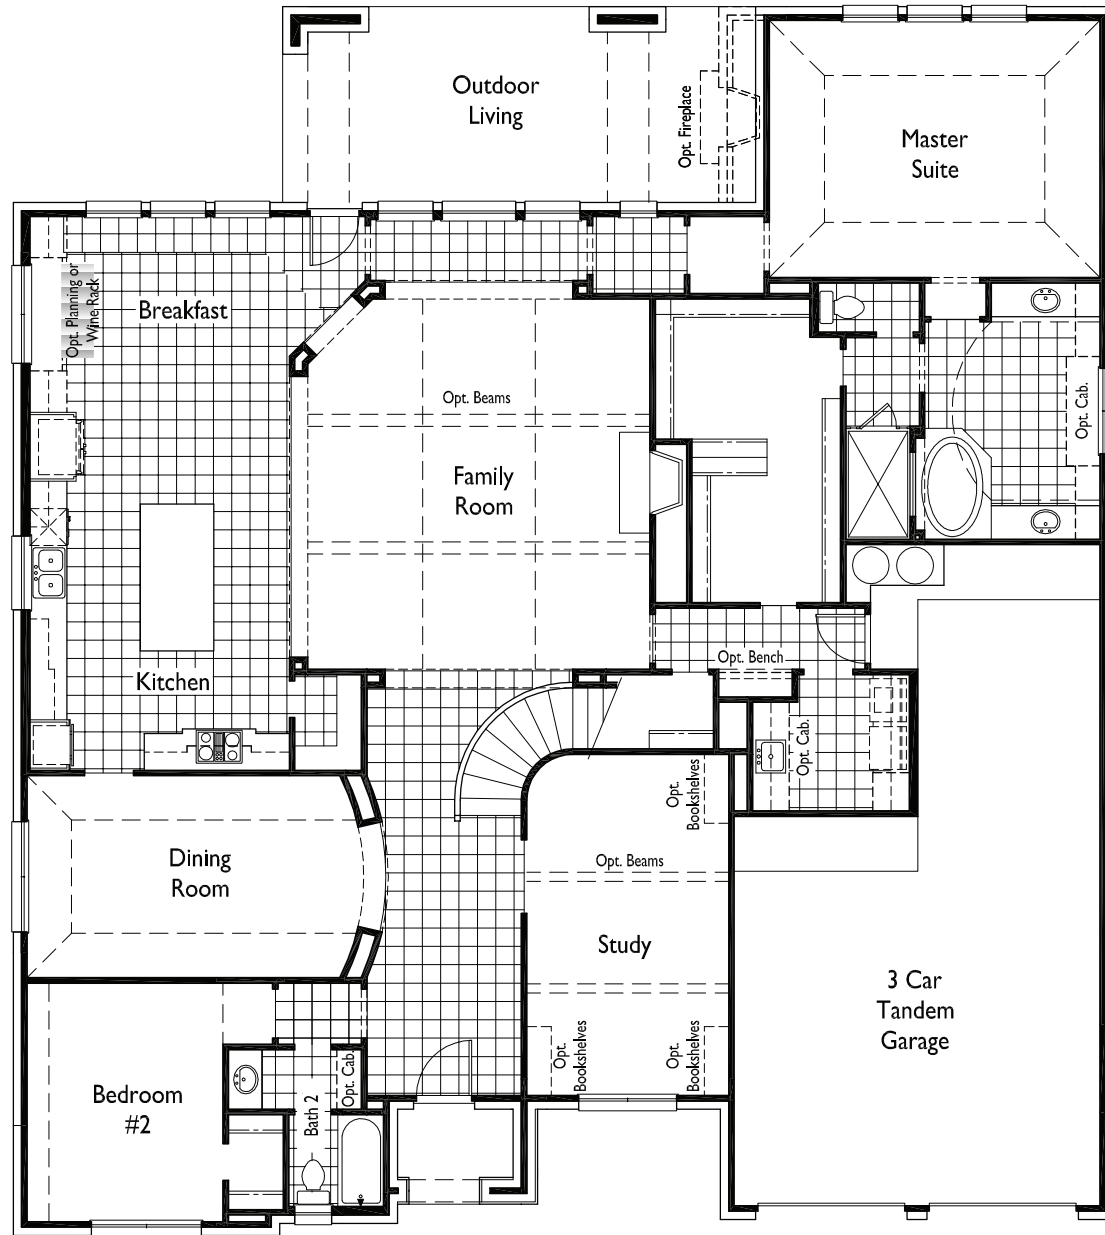 Outdoor
Living
Opt. Fireplace
Master
Suite
Opt. Planning or
Wine Rack
Breakfast
Opt. Beams
Family
Room
Opt. Cab.
Kitchen
Opt. Bench
Opt. Cab.
Opt.
Bookshelves
Dining
Room
Opt. Beams
Study
3 Car
Tandem
Garage
Opt.
Bookshelves
Opt.
Bookshelves
Bedroom
#2
Bath 2
Opt. Cab.